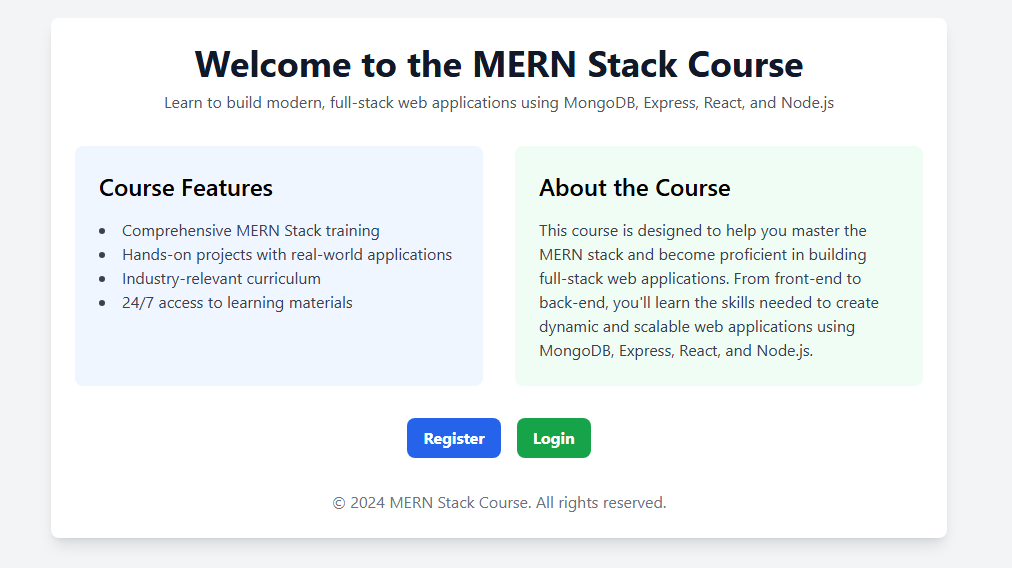 Welcome to the MERN Stack Course
Learn to build modern, full-stack web applications using MongoDB, Express, React, and Node.js
Course Features
• Comprehensive MERN Stack training
• Hands-on projects with real-world applications
• Industry-relevant curriculum
• 24/7 access to learning materials
About the Course
This course is designed to help you master the
MERN stack and become proficient in building
full-stack web applications. From front-end to
back-end, you'll learn the skills needed to create
dynamic and scalable web applications using
MongoDB, Express, React, and Node.js.
Register
Login
© 2024 MERN Stack Course. All rights reserved.